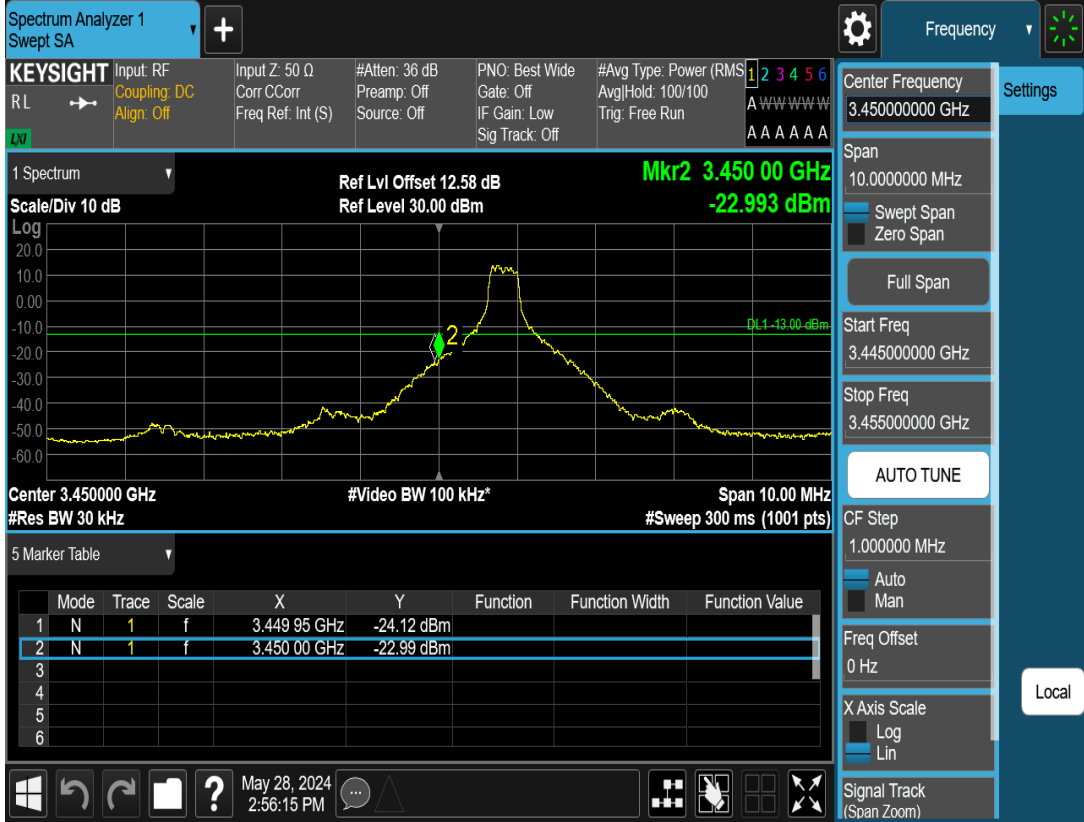 Spectrum Analyzer 1
Swept SA
Frequency
KEYSIGHT
RL
LXI
Input: RF
Coupling: DC
Align: Off
Input Z: 50 Ω
Corr CCorr
Freq Ref: Int (S)
#Atten: 36 dB
Preamp: Off
Source: Off
PNO: Best Wide
Gate: Off
IF Gain: Low
Sig Track: Off
#Avg Type: Power (RMS
Avg|Hold: 100/100
Trig: Free Run
1 2 3 4 5 6
A W W W W W
A A A A A A
1 Spectrum
Scale/Div 10 dB
Ref Lvl Offset 12.58 dB
Ref Level 30.00 dBm
Mkr2 3.450 00 GHz
-22.993 dBm
Log
20.0
10.0
0.00
-10.0
-20.0
-30.0
-40.0
-50.0
-60.0
2
DL1 -13.00 dBm
Center 3.450000 GHz
#Video BW 100 kHz*
Span 10.00 MHz
#Res BW 30 kHz
#Sweep 300 ms (1001 pts)
5 Marker Table
Mode Trace Scale X Y Function Function Width Function Value
1 N 1 f 3.449 95 GHz -24.12 dBm
2 N 1 f 3.450 00 GHz -22.99 dBm
3
4
5
6
?
May 28, 2024
2:56:15 PM
Center Frequency
3.450000000 GHz
Span
10.0000000 MHz
Swept Span
Zero Span
Full Span
Start Freq
3.445000000 GHz
Stop Freq
3.455000000 GHz
AUTO TUNE
CF Step
1.000000 MHz
Auto
Man
Freq Offset
0 Hz
X Axis Scale
Log
Lin
Signal Track
(Span Zoom)
Settings
Local